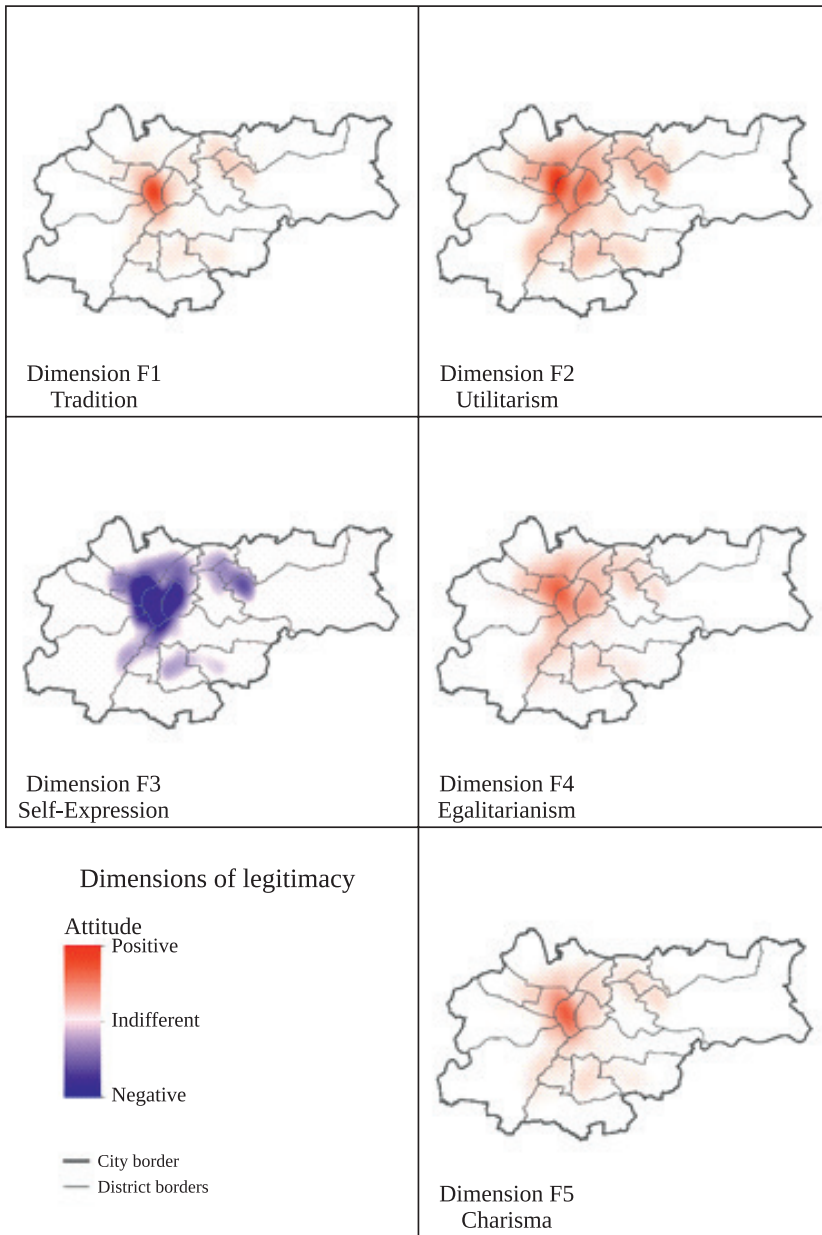 Dimension F1
Tradition
Dimension F2
Utilitarism
Dimension F3
Self-Expression
Dimension F4
Egalitarianism
Dimensions of legitimacy
Attitude
Positive
Indifferent
Negative
City border
District borders
Dimension F5
Charisma